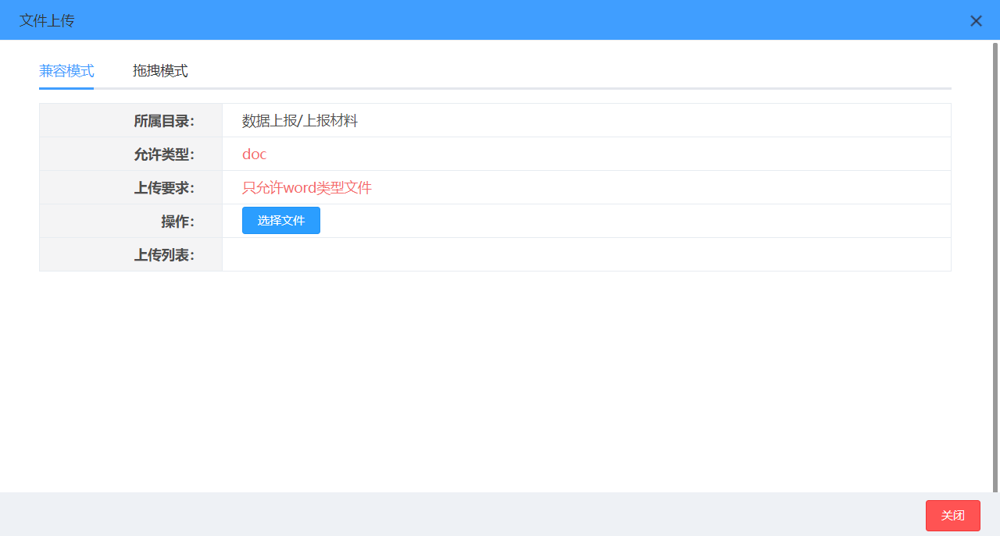 文件上传
兼容模式 拖拽模式
所属目录： 数据上报/上报材料
允许类型： doc
上传要求： 只允许word类型文件
操作： 选择文件
上传列表：
关闭